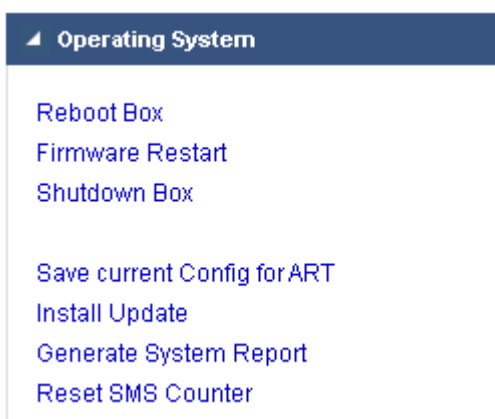 Operating System
Reboot Box
Firmware Restart
Shutdown Box
Save current Config for ART
Install Update
Generate System Report
Reset SMS Counter